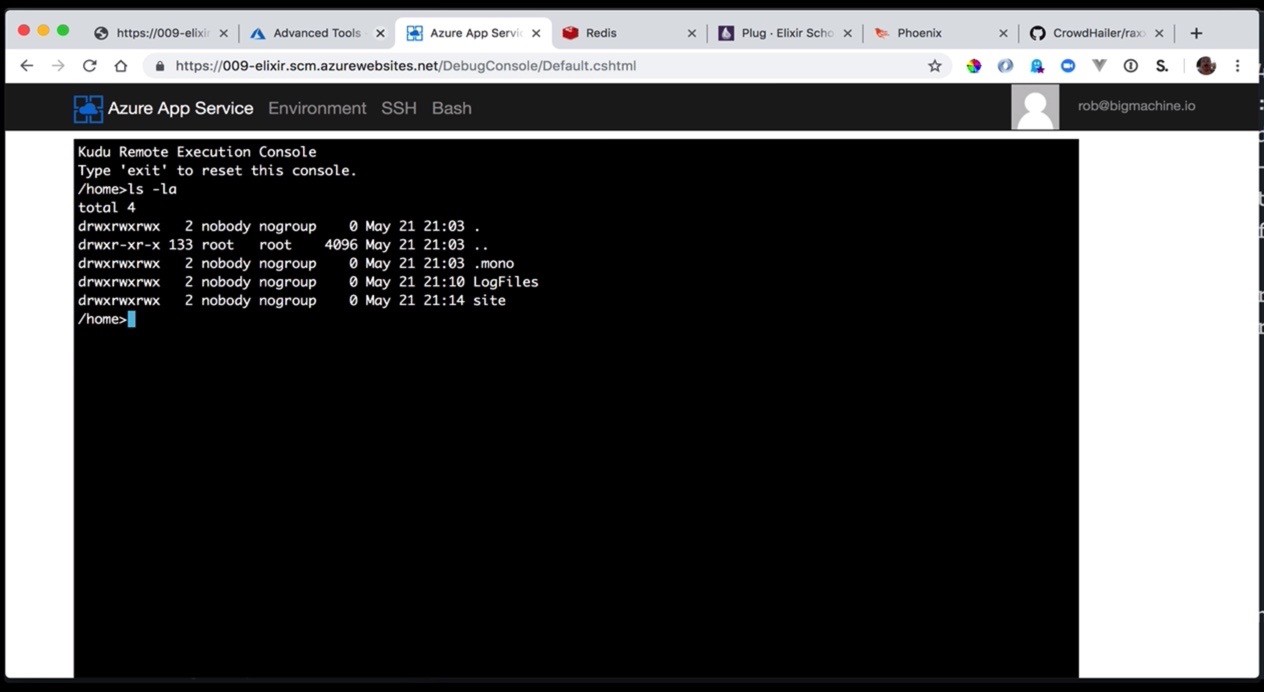 https://009-elixir
Advanced Tools
Azure App Servic
Redis
Plug · Elixir Scho
Phoenix
CrowdHailer/raxx
https://009-elixir.scm.azurewebsites.net/DebugConsole/Default.cshtml
S.
Azure App Service Environment SSH Bash rob@bigmachine.io
Kudu Remote Execution Console
Type 'exit' to reset this console.
/home>ls -la
total 4
drwxrwxrwx 2 nobody nogroup 0 May 21 21:03 .
drwxr-xr-x 133 root root 4096 May 21 21:03 ..
drwxrwxrwx 2 nobody nogroup 0 May 21 21:03 .mono
drwxrwxrwx 2 nobody nogroup 0 May 21 21:10 LogFiles
drwxrwxrwx 2 nobody nogroup 0 May 21 21:14 site
/home>